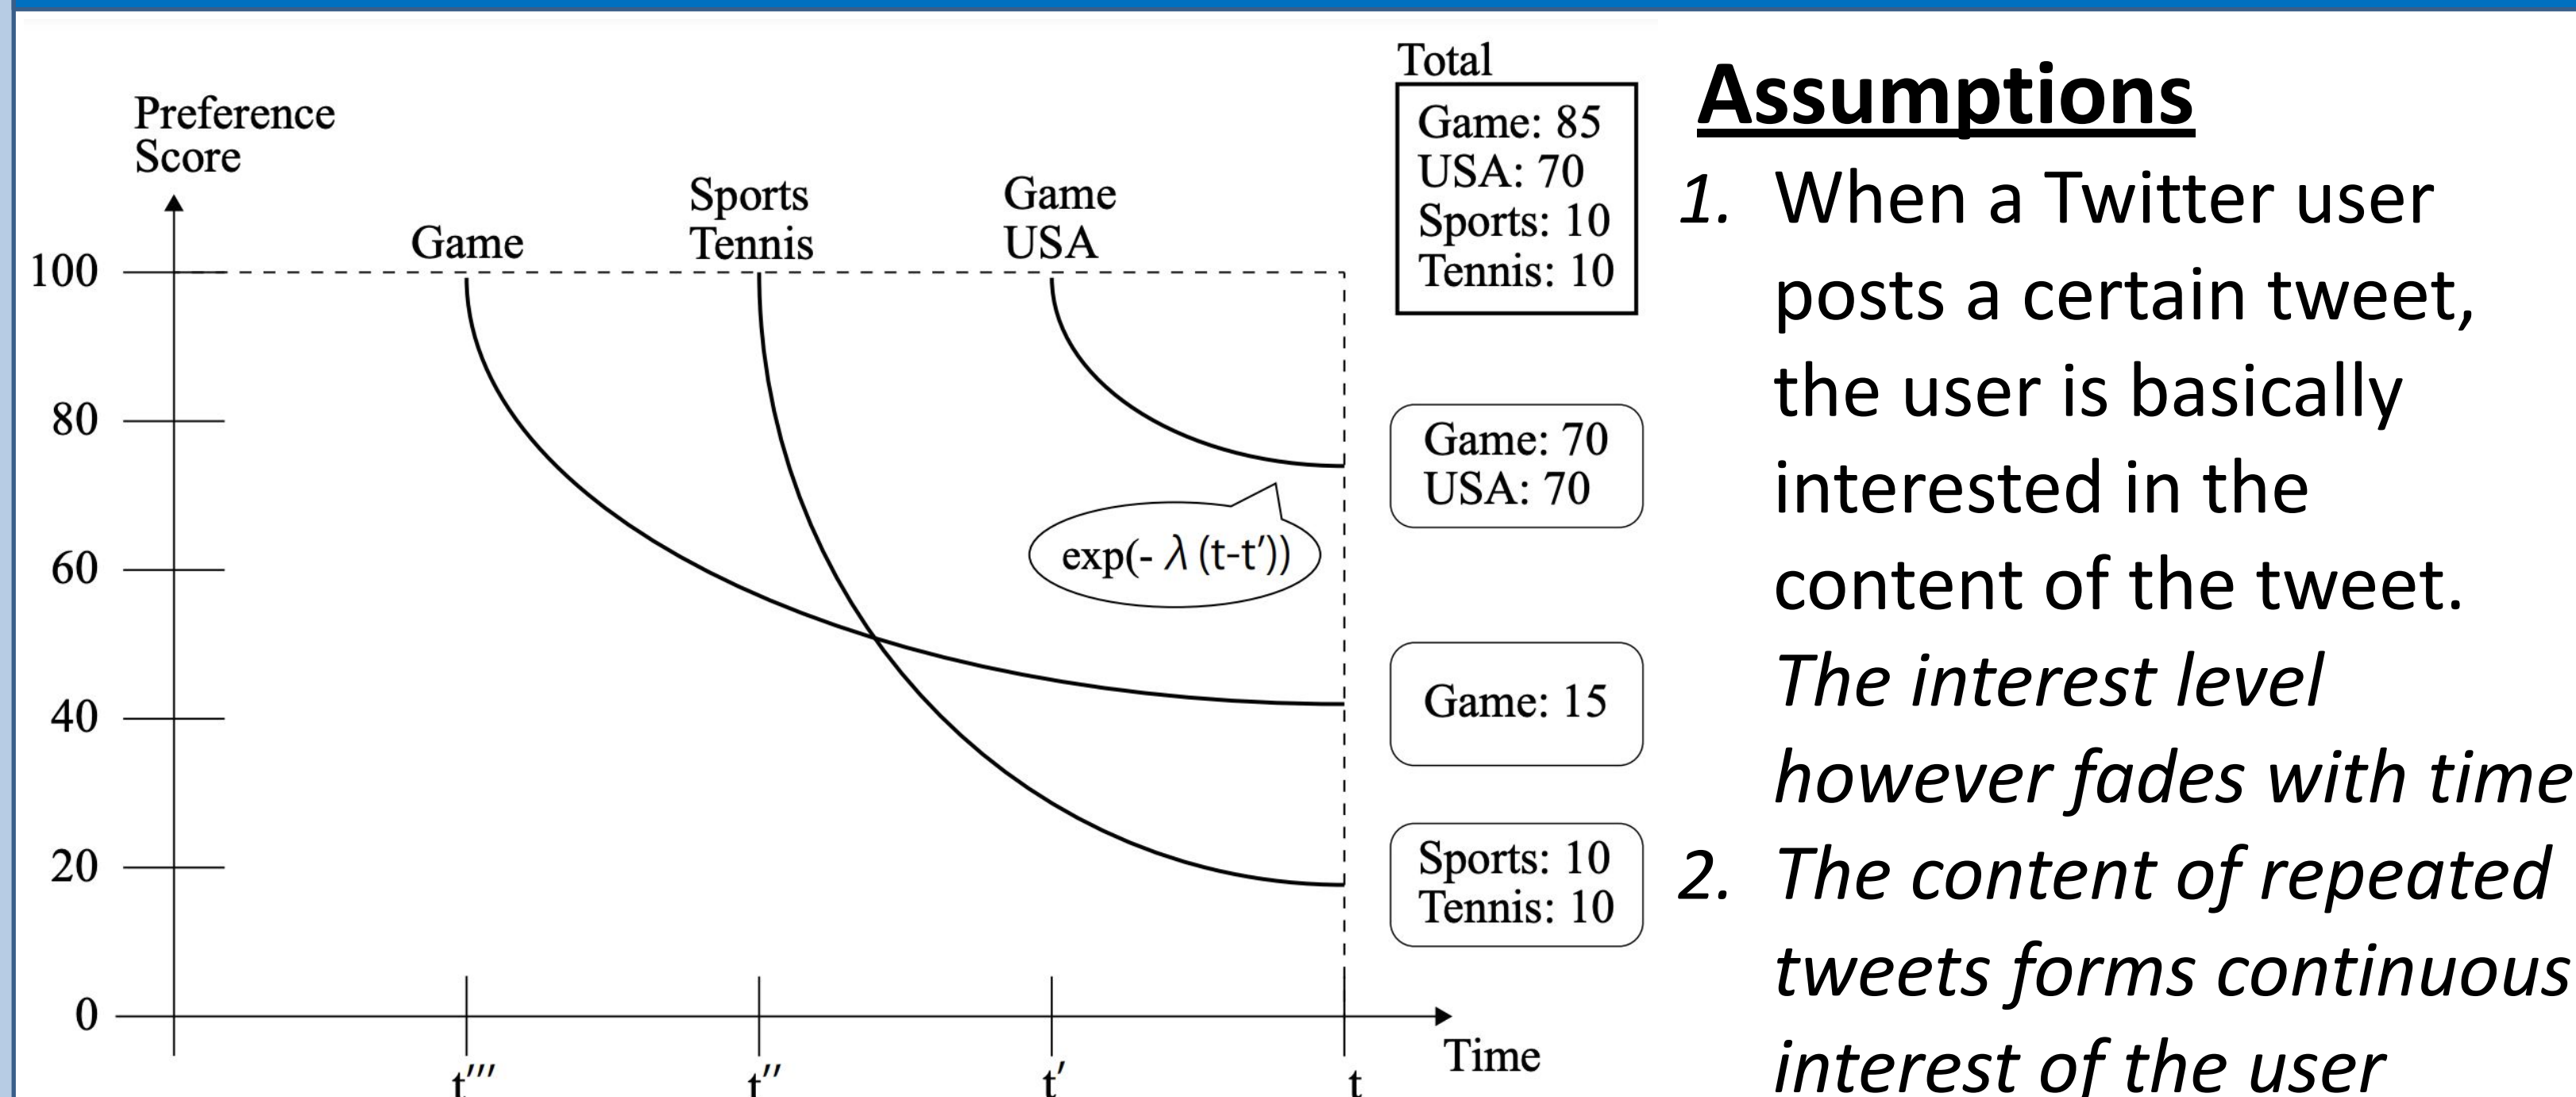 Preference
Score
100
80
60
40
20
0
Game
Sports
Tennis
Game
USA
exp(- λ (t-t′))
t′′′
t′′
t′
t
Time
Total
Game: 85
USA: 70
Sports: 10
Tennis: 10
Game: 70
USA: 70
Game: 15
Sports: 10
Tennis: 10
Assumptions
1. When a Twitter user
posts a certain tweet,
the user is basically
interested in the
content of the tweet.
The interest level
however fades with time
2. The content of repeated
tweets forms continuous
interest of the user